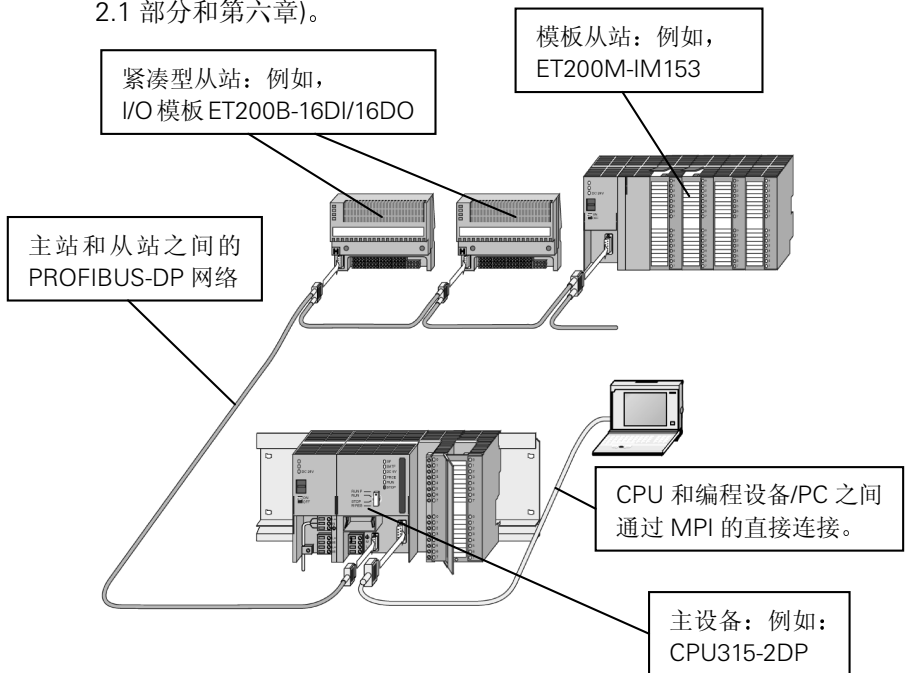 2.1 部分和第六章)。
模板从站：例如，
ET200M-IM153
紧凑型从站：例如，
I/O 模板 ET200B-16DI/16DO
主站和从站之间的
PROFIBUS-DP 网络
CPU 和编程设备/PC 之间
通过 MPI 的直接连接。
主设备：例如：
CPU315-2DP